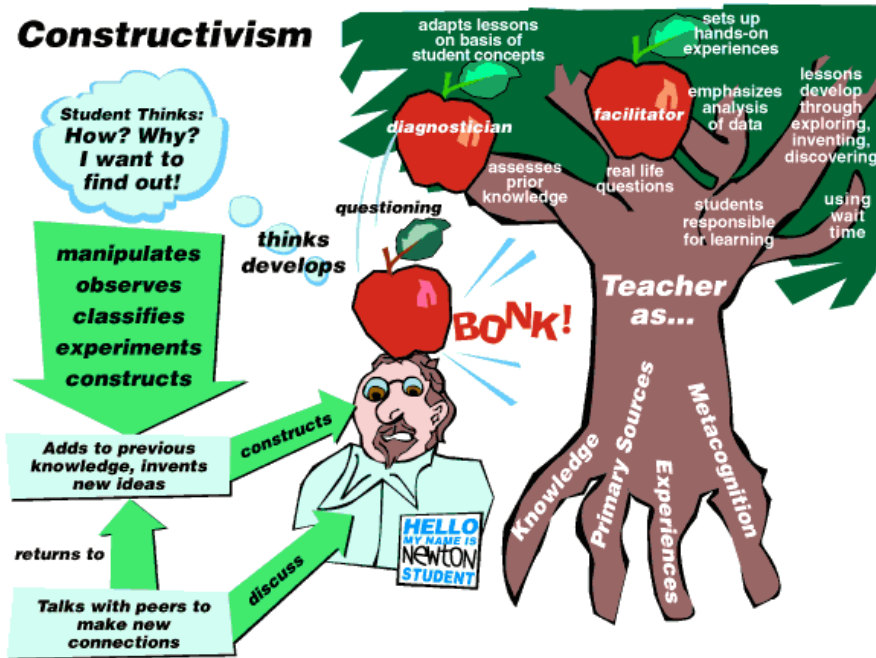 Constructivism
Student Thinks:
How? Why?
I want to
find out!
manipulates
observes
classifies
experiments
constructs
Adds to previous
knowledge, invents
new ideas
returns to
Talks with peers to
make new
connections
constructs
discuss
thinks
develops
questioning
BONK!
HELLO
MY NAME IS
NEWTON
STUDENT
adapts lessons
on basis of
student concepts
diagnostician
assesses
prior
knowledge
sets up
hands-on
experiences
facilitator
real life
questions
emphasizes
analysis
of data
lessons
develop
through
exploring,
inventing,
discovering
students
responsible
for learning
using
wait
time
Teacher
as...
Knowledge
Primary Sources
Experiences
Metacognition